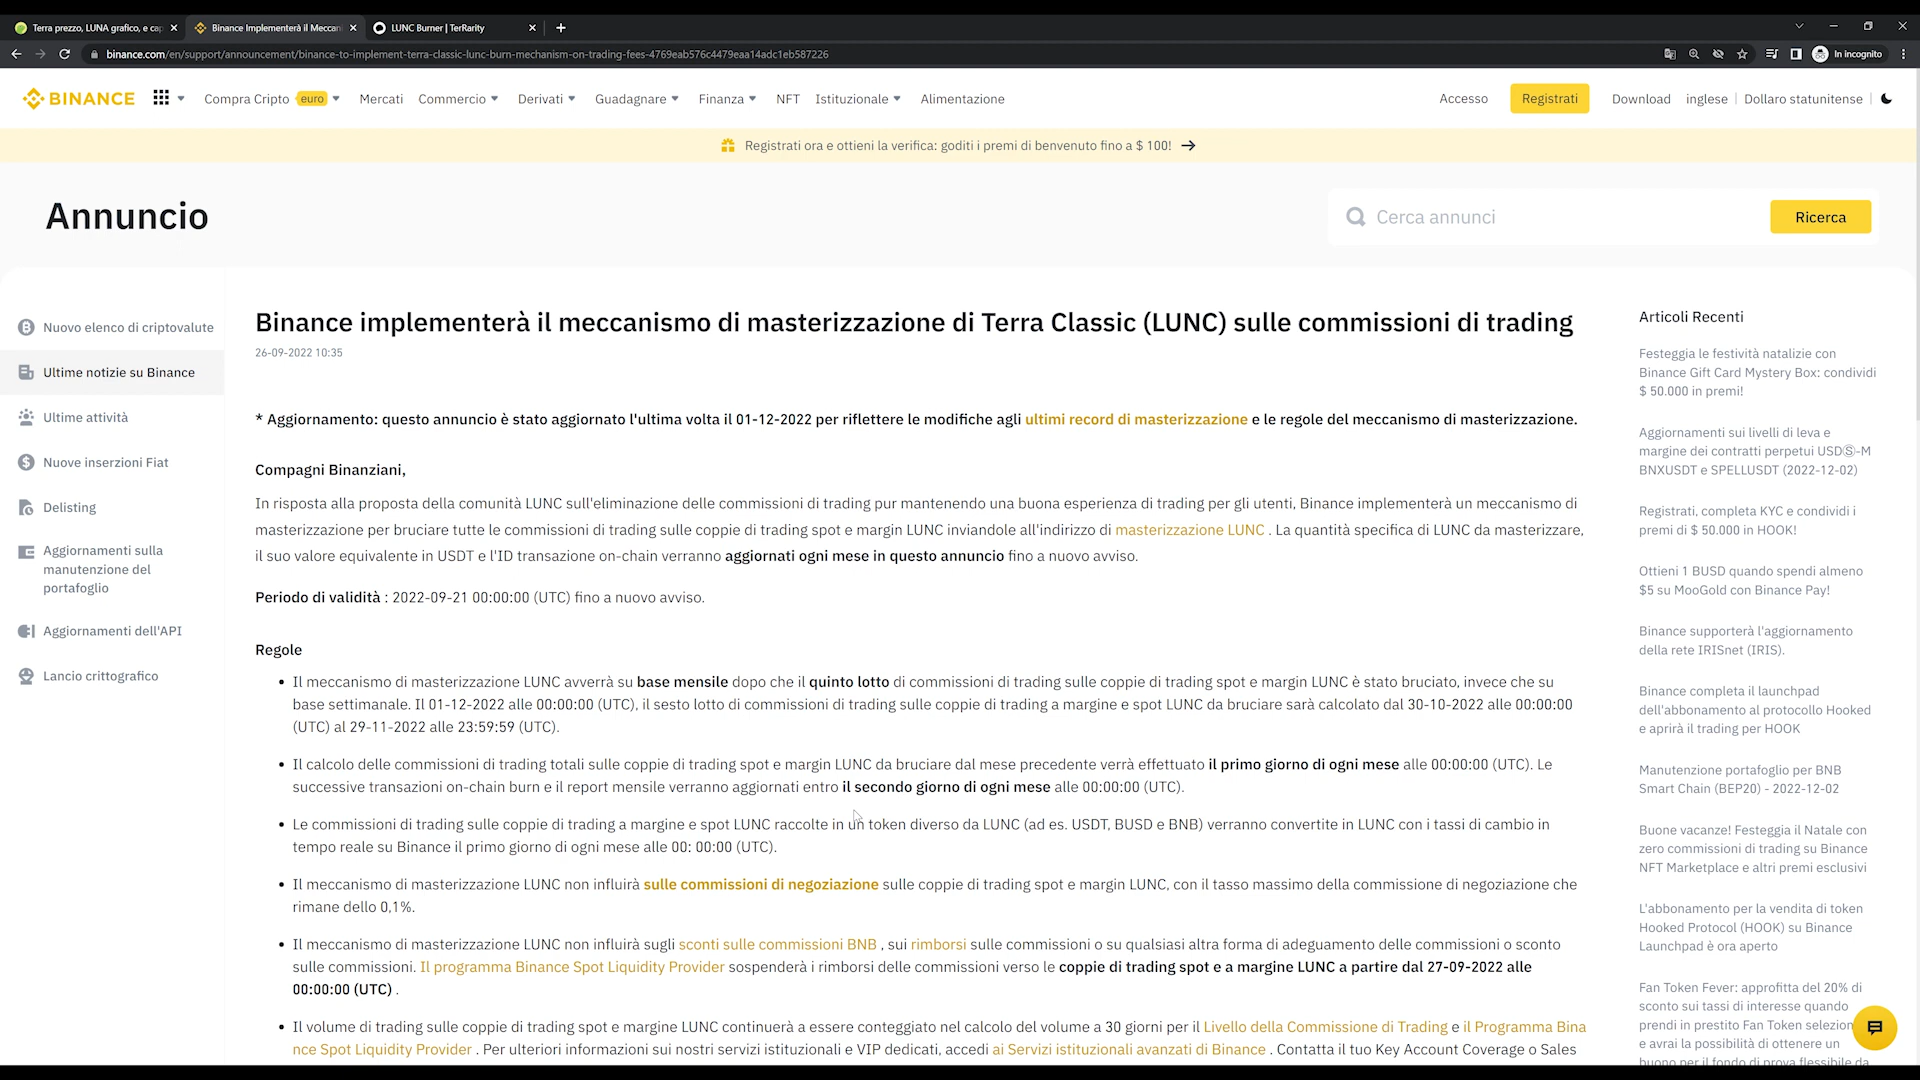 Terra prezzo, LUNA grafico, e cap
Binance Implementerà il Meccan
LUNC Burner | TerRarity
binance.com/en/support/announcement/binance-to-implement-terra-classic-lunc-burn-mechanism-on-trading-fees-4769eab576c4479eaa14adc1eb587226
In incognito
BINANCE
Compra Cripto euro
Mercati
Commercio
Derivati
Guadagnare
Finanza
NFT
Istituzionale
Alimentazione
Accesso
Registrati
Download
inglese
Dollaro statunitense
Registrati ora e ottieni la verifica: goditi i premi di benvenuto fino a $ 100!
Annuncio
Cerca annunci
Ricerca
Nuovo elenco di criptovalute
Ultime notizie su Binance
Ultime attività
Nuove inserzioni Fiat
Delisting
Aggiornamenti sulla
manutenzione del
portafoglio
Aggiornamenti dell'API
Lancio crittografico
Binance implementerà il meccanismo di masterizzazione di Terra Classic (LUNC) sulle commissioni di trading
26-09-2022 10:35
* Aggiornamento: questo annuncio è stato aggiornato l'ultima volta il 01-12-2022 per riflettere le modifiche agli ultimi record di masterizzazione e le regole del meccanismo di masterizzazione.
Compagni Binanziani,
In risposta alla proposta della comunità LUNC sull'eliminazione delle commissioni di trading pur mantenendo una buona esperienza di trading per gli utenti, Binance implementerà un meccanismo di
masterizzazione per bruciare tutte le commissioni di trading sulle coppie di trading spot e margin LUNC inviandole all'indirizzo di masterizzazione LUNC . La quantità specifica di LUNC da masterizzare,
il suo valore equivalente in USDT e l'ID transazione on-chain verranno aggiornati ogni mese in questo annuncio fino a nuovo avviso.
Periodo di validità : 2022-09-21 00:00:00 (UTC) fino a nuovo avviso.
Regole
• Il meccanismo di masterizzazione LUNC avverrà su base mensile dopo che il quinto lotto di commissioni di trading sulle coppie di trading spot e margin LUNC è stato bruciato, invece che su
base settimanale. Il 01-12-2022 alle 00:00:00 (UTC), il sesto lotto di commissioni di trading sulle coppie di trading a margine e spot LUNC da bruciare sarà calcolato dal 30-10-2022 alle 00:00:00
(UTC) al 29-11-2022 alle 23:59:59 (UTC).
• Il calcolo delle commissioni di trading totali sulle coppie di trading spot e margin LUNC da bruciare dal mese precedente verrà effettuato il primo giorno di ogni mese alle 00:00:00 (UTC). Le
successive transazioni on-chain burn e il report mensile verranno aggiornati entro il secondo giorno di ogni mese alle 00:00:00 (UTC).
• Le commissioni di trading sulle coppie di trading a margine e spot LUNC raccolte in un token diverso da LUNC (ad es. USDT, BUSD e BNB) verranno convertite in LUNC con i tassi di cambio in
tempo reale su Binance il primo giorno di ogni mese alle 00: 00:00 (UTC).
• Il meccanismo di masterizzazione LUNC non influirà sulle commissioni di negoziazione sulle coppie di trading spot e margin LUNC, con il tasso massimo della commissione di negoziazione che
rimane dello 0,1%.
• Il meccanismo di masterizzazione LUNC non influirà sugli sconti sulle commissioni BNB , sui rimborsi sulle commissioni o su qualsiasi altra forma di adeguamento delle commissioni o sconto
sulle commissioni. Il programma Binance Spot Liquidity Provider sospenderà i rimborsi delle commissioni verso le coppie di trading spot e a margine LUNC a partire dal 27-09-2022 alle
00:00:00 (UTC) .
• Il volume di trading sulle coppie di trading spot e margine LUNC continuerà a essere conteggiato nel calcolo del volume a 30 giorni per il Livello della Commissione di Trading e il Programma Bina
nce Spot Liquidity Provider . Per ulteriori informazioni sui nostri servizi istituzionali e VIP dedicati, accedi ai Servizi istituzionali avanzati di Binance . Contatta il tuo Key Account Coverage o Sales
Articoli Recenti
Festeggia le festività natalizie con
Binance Gift Card Mystery Box: condividi
$ 50.000 in premi!
Aggiornamenti sui livelli di leva e
margine dei contratti perpetui USDⓈ-M
BNXUSDT e SPELLUSDT (2022-12-02)
Registrati, completa KYC e condividi i
premi di $ 50.000 in HOOK!
Ottieni 1 BUSD quando spendi almeno
$5 su MooGold con Binance Pay!
Binance supporterà l'aggiornamento
della rete IRISnet (IRIS).
Binance completa il launchpad
dell'abbonamento al protocollo Hooked
e aprirà il trading per HOOK
Manutenzione portafoglio per BNB
Smart Chain (BEP20) - 2022-12-02
Buone vacanze! Festeggia il Natale con
zero commissioni di trading su Binance
NFT Marketplace e altri premi esclusivi
L'abbonamento per la vendita di token
Hooked Protocol (HOOK) su Binance
Launchpad è ora aperto
Fan Token Fever: approfitta del 20% di
sconto sui tassi di interesse quando
prendi in prestito Fan Token selezion
e avrai la possibilità di ottenere un
buono per il fondo di prova flessibile da